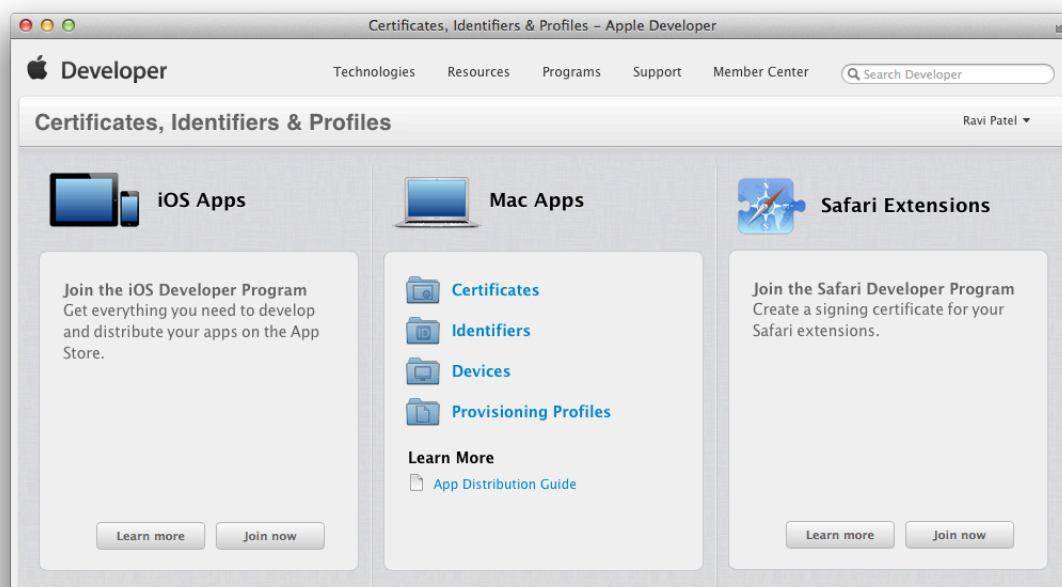 Certificates, Identifiers & Profiles – Apple Developer
Developer
Technologies Resources Programs Support Member Center Search Developer
Certificates, Identifiers & Profiles
Ravi Patel
iOS Apps
Join the iOS Developer Program
Get everything you need to develop
and distribute your apps on the App
Store.
Learn more Join now
Mac Apps
Certificates
ID
Identifiers
Devices
Provisioning Profiles
Learn More
App Distribution Guide
Safari Extensions
Join the Safari Developer Program
Create a signing certificate for your
Safari extensions.
Learn more Join now